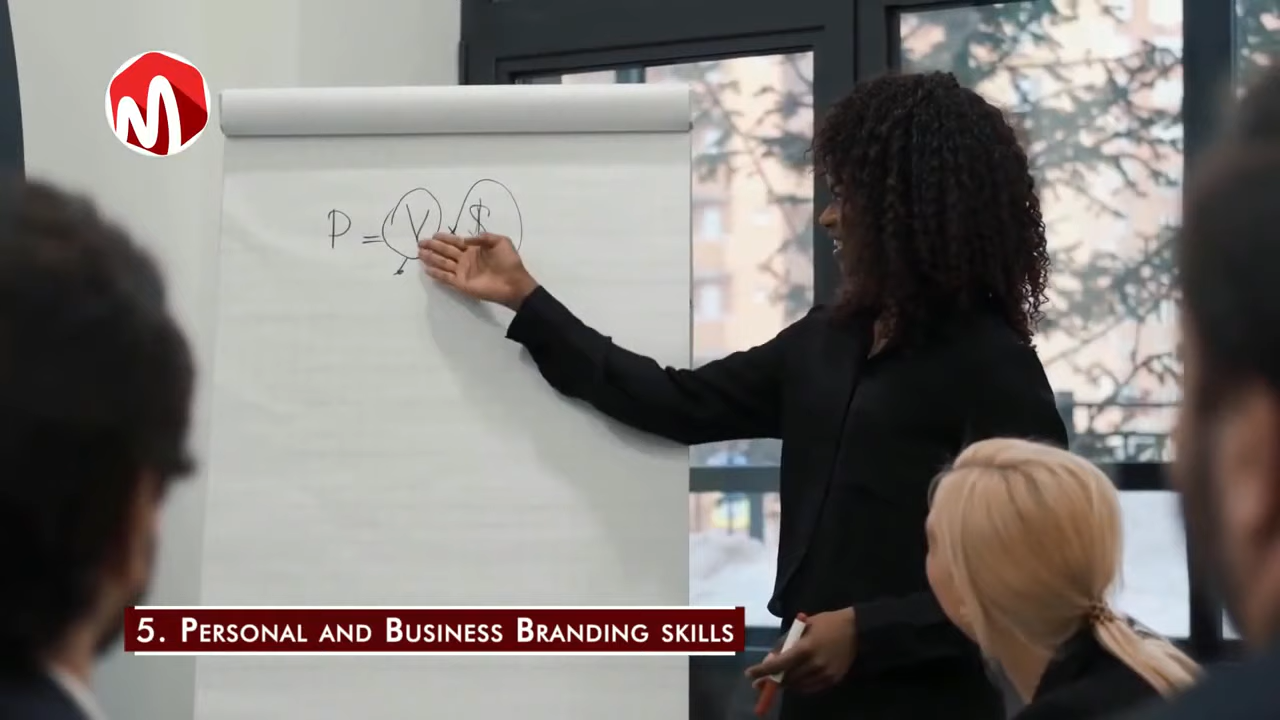 M
P = V x $
5. PERSONAL AND BUSINESS BRANDING SKILLS